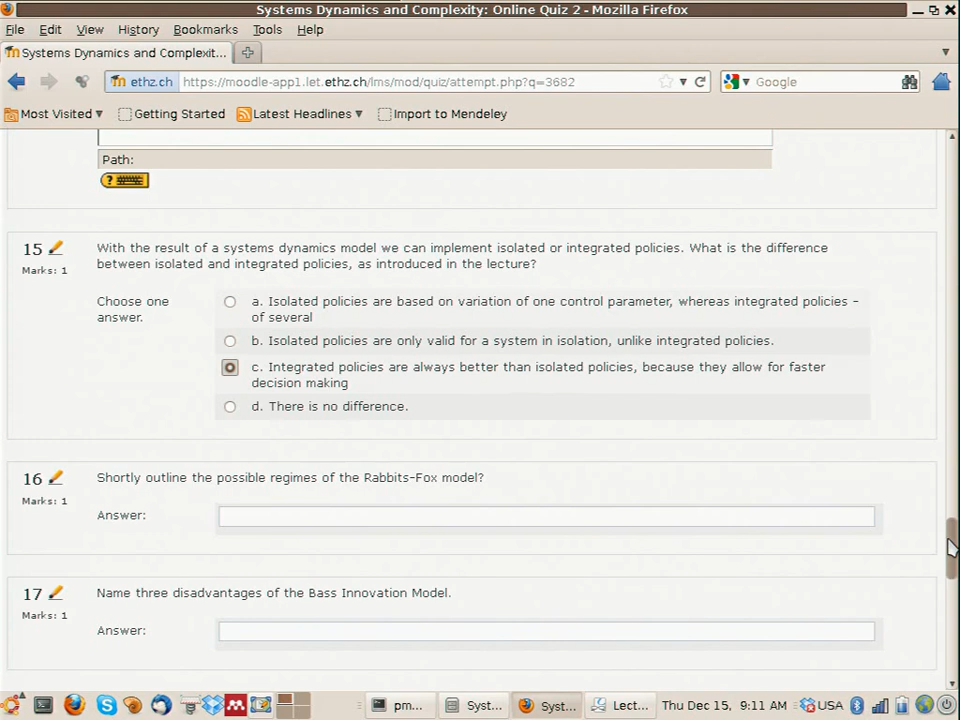 Systems Dynamics and Complexity: Online Quiz 2 - Mozilla Firefox
File Edit View History Bookmarks Tools Help
Systems Dynamics and Complexit...
ethz.ch https://moodle-app1.let.ethz.ch/lms/mod/quiz/attempt.php?q=3682 Google
Most Visited Getting Started Latest Headlines Import to Mendeley
Path:
?
15 With the result of a systems dynamics model we can implement isolated or integrated policies. What is the difference
Marks: 1 between isolated and integrated policies, as introduced in the lecture?
Choose one answer.
a. Isolated policies are based on variation of one control parameter, whereas integrated policies -
of several
b. Isolated policies are only valid for a system in isolation, unlike integrated policies.
c. Integrated policies are always better than isolated policies, because they allow for faster
decision making
d. There is no difference.
16 Shortly outline the possible regimes of the Rabbits-Fox model?
Marks: 1
Answer:
17 Name three disadvantages of the Bass Innovation Model.
Marks: 1
Answer:
pm... Syst... Syst... Lect... Thu Dec 15, 9:11 AM USA